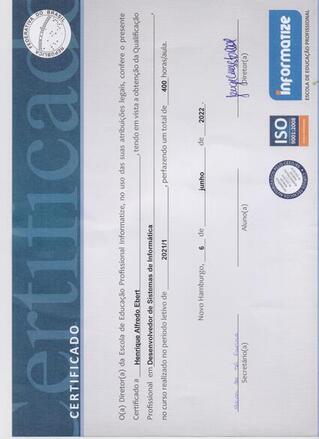 Certificado
CERTIFICADO
REPÚBLICA FEDERATIVA DO BRASIL
O(a) Diretor(a) da Escola de Educação Profissional Informatize, no uso das suas atribuições legais, confere o presente
Certificado a Henrique Alfredo Ebert, tendo em vista a obtenção da Qualificação
Profissional em Desenvolvedor de Sistemas de Informática,
no curso realizado no período letivo de 2021/1, perfazendo um total de 400 horas/aula.
Novo Hamburgo, 6 de junho de 2022.
Secretário(a) Aluno(a) Diretor(a)
ISO
9001:2008
informatize
ESCOLA DE EDUCAÇÃO PROFISSIONAL